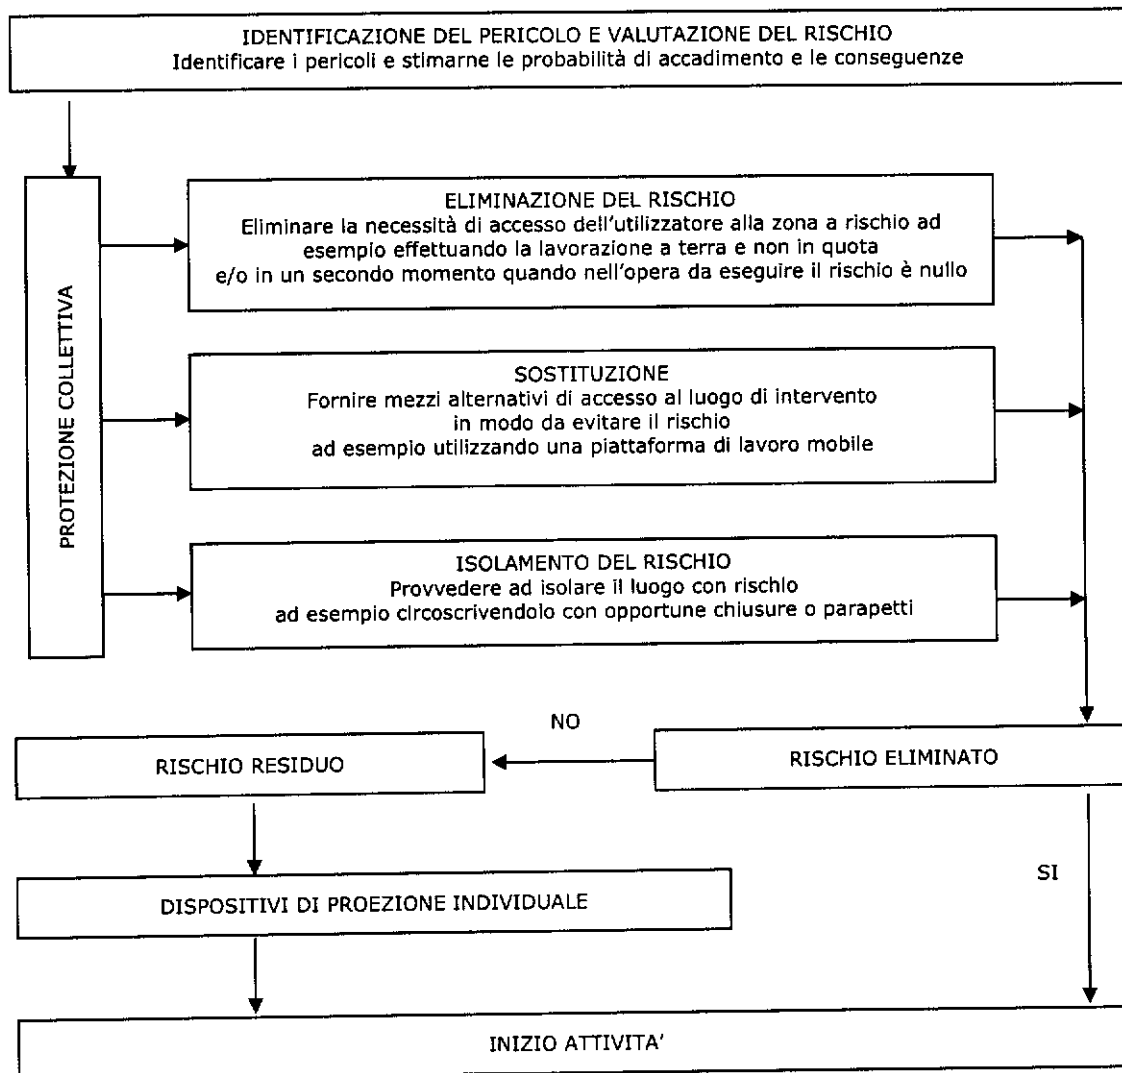 IDENTIFICAZIONE DEL PERICOLO E VALUTAZIONE DEL RISCHIO
Identificare i pericoli e stimarne le probabilità di accadimento e le conseguenze
PROTEZIONE COLLETTIVA
ELIMINAZIONE DEL RISCHIO
Eliminare la necessità di accesso dell'utilizzatore alla zona a rischio ad
esempio effettuando la lavorazione a terra e non in quota
e/o in un secondo momento quando nell'opera da eseguire il rischio è nullo
SOSTITUZIONE
Fornire mezzi alternativi di accesso al luogo di intervento
in modo da evitare il rischio
ad esempio utilizzando una piattaforma di lavoro mobile
ISOLAMENTO DEL RISCHIO
Provvedere ad isolare il luogo con rischio
ad esempio circoscrivendolo con opportune chiusure o parapetti
NO
RISCHIO RESIDUO
RISCHIO ELIMINATO
SI
DISPOSITIVI DI PROEZIONE INDIVIDUALE
INIZIO ATTIVITA'